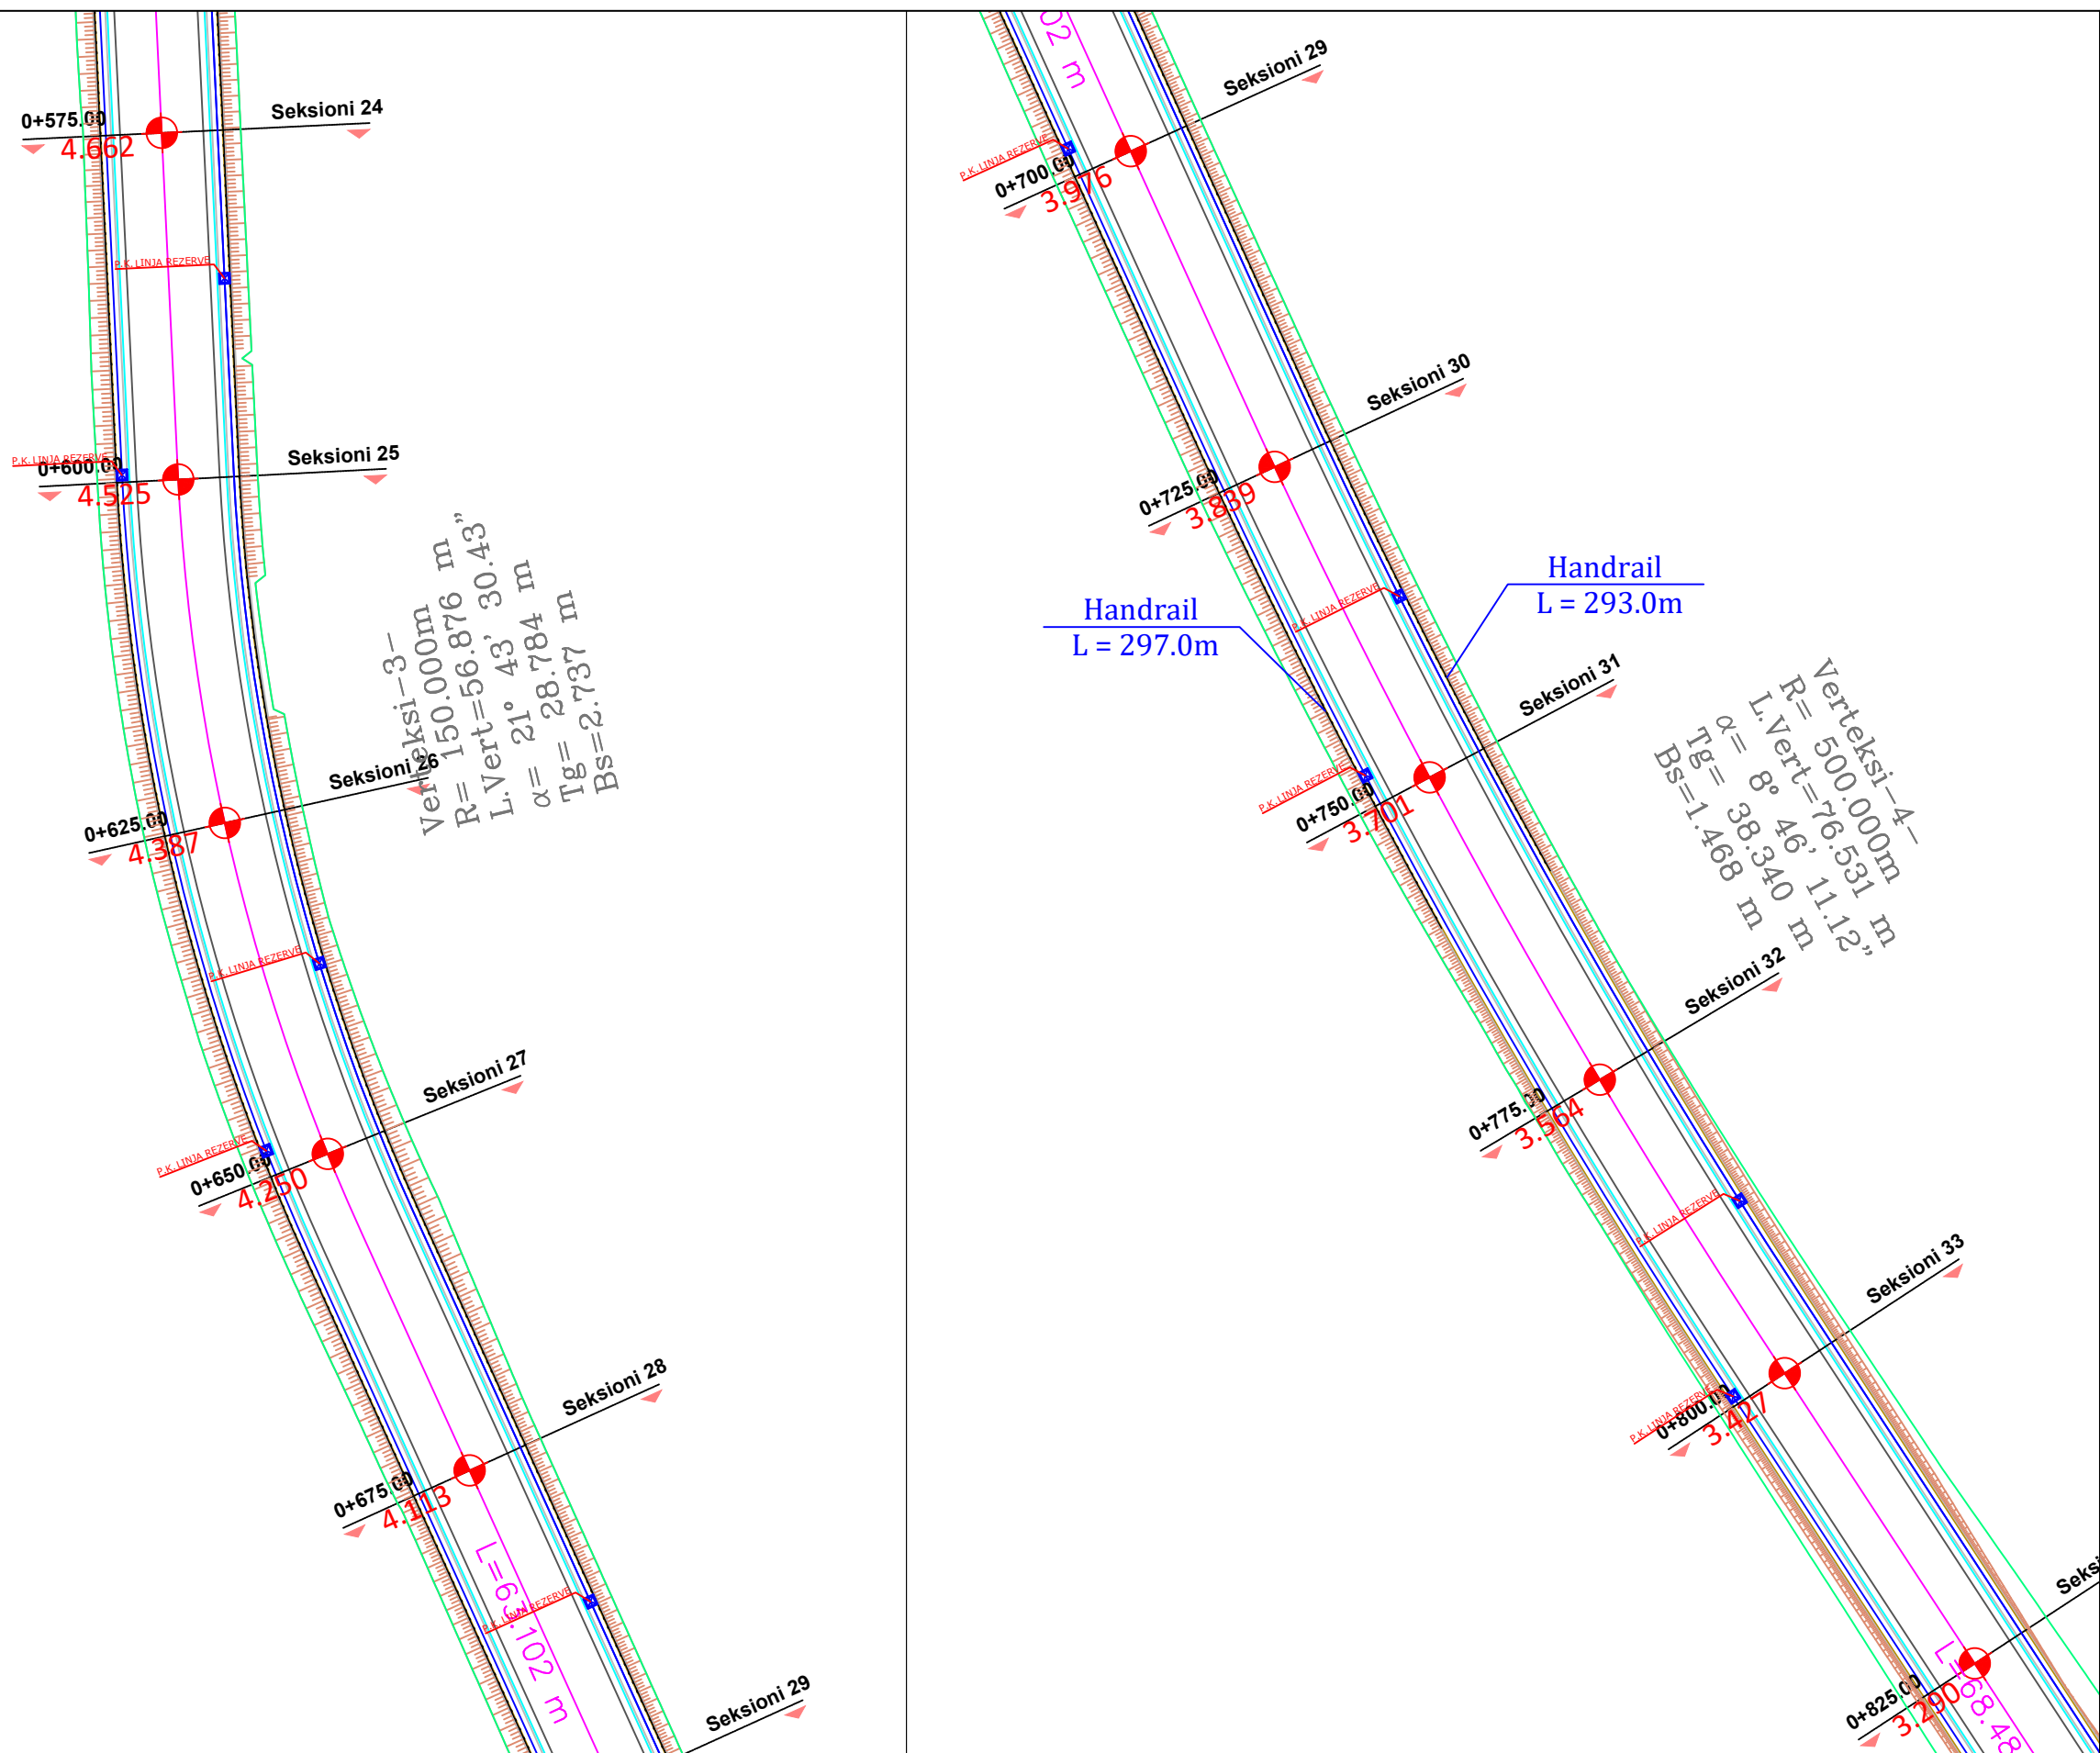 0+575.00
4.662
Seksioni 24
P.K. LINJA REZERVE
P.K. LINJA REZERVE
0+600.00
4.525
Seksioni 25
Verteksi-3-
R= 150.000m
L.Vert=56.876 m
α= 21° 43' 30.43"
Tg= 28.784 m
Bs=2.737 m
Seksioni 26
0+625.00
4.387
P.K. LINJA REZERVE
Seksioni 27
P.K. LINJA REZERVE
0+650.00
4.250
Seksioni 28
0+675.00
4.113
L=63.102 m
P.K. LINJA REZERVE
Seksioni 29
02 m
Seksioni 29
P.K. LINJA REZERVE
0+700.00
3.976
Seksioni 30
0+725.00
3.839
Handrail
L = 293.0m
Handrail
L = 297.0m
P.K. LINJA REZERVE
Seksioni 31
P.K. LINJA REZERVE
0+750.00
3.701
Verteksi-4-
R= 500.000m
L.Vert=76.531 m
α= 8° 46' 11.12"
Tg= 38.340 m
Bs=1.468 m
Seksioni 32
0+775.00
3.564
P.K. LINJA REZERVE
Seksioni 33
P.K. LINJA REZERVE
0+800.00
3.427
Seksi
0+825.00
3.290
L=68.48